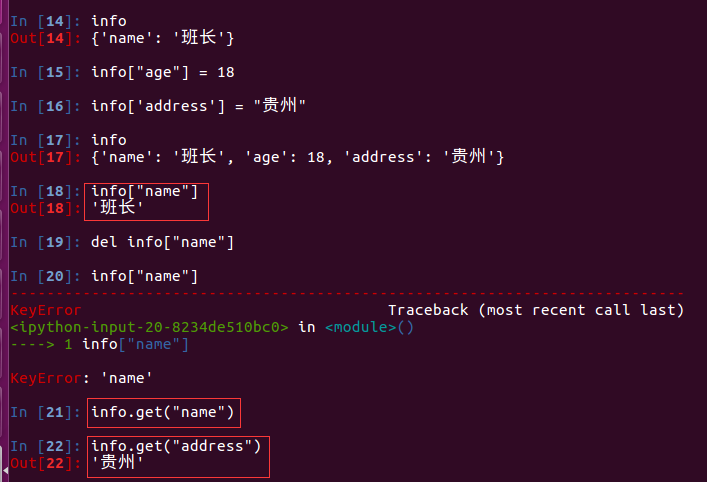 In [14]: info
Out[14]: {'name': '班长'}
In [15]: info["age"] = 18
In [16]: info['address'] = "贵州"
In [17]: info
Out[17]: {'name': '班长', 'age': 18, 'address': '贵州'}
In [18]: info["name"]
Out[18]: '班长'
In [19]: del info["name"]
In [20]: info["name"]
---------------------------------------------------------------------------
KeyError                                  Traceback (most recent call last)
<ipython-input-20-8234de510bc0> in <module>()
----> 1 info["name"]
KeyError: 'name'
In [21]: info.get("name")
In [22]: info.get("address")
Out[22]: '贵州'